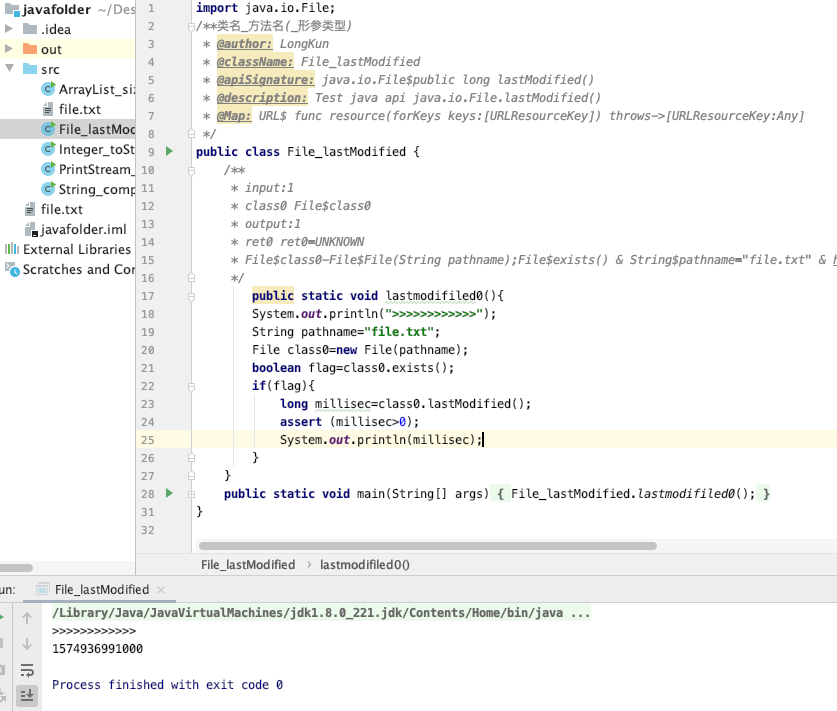 javafolder ~/Des
.idea
out
src
ArrayList_si
file.txt
File_lastMod
Integer_toSt
PrintStream_
String_comp
file.txt
javafolder.iml
External Libraries
Scratches and Cor
1 import java.io.File;
2 /**类名_方法名(_形参类型)
3 * @author: LongKun
4 * @className: File_lastModified
5 * @apiSignature: java.io.File$public long lastModified()
6 * @description: Test java api java.io.File.lastModified()
7 * @Map: URL$ func resource(forKeys keys:[URLResourceKey]) throws->[URLResourceKey:Any]
8 */
9 public class File_lastModified {
10 /**
11 * input:1
12 * class0 File$class0
13 * output:1
14 * ret0 ret0=UNKNOWN
15 * File$class0-File$File(String pathname);File$exists() & String$pathname="file.txt" &
16 */
17 public static void lastmodifiled0(){
18 System.out.println(">>>>>>>>>>>>");
19 String pathname="file.txt";
20 File class0=new File(pathname);
21 boolean flag=class0.exists();
22 if(flag){
23 long millisec=class0.lastModified();
24 assert (millisec>0);
25 System.out.println(millisec);
26 }
27 }
28 public static void main(String[] args) { File_lastModified.lastmodifiled0(); }
31 }
32
File_lastModified › lastmodifiled0()
un: File_lastModified ×
/Library/Java/JavaVirtualMachines/jdk1.8.0_221.jdk/Contents/Home/bin/java ...
>>>>>>>>>>>>
1574936991000
Process finished with exit code 0